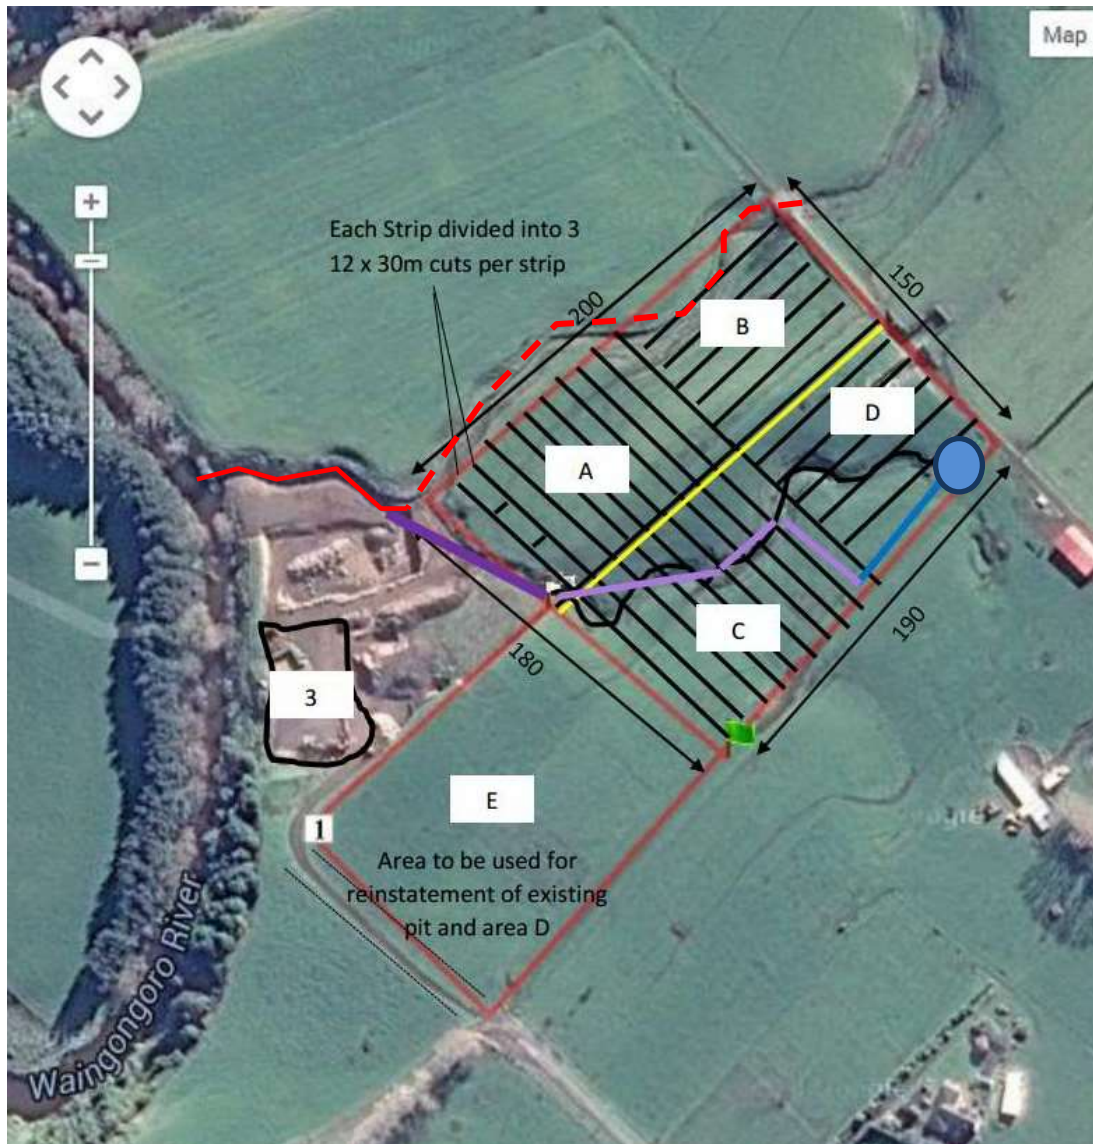 Map
Each Strip divided into 3
12 x 30m cuts per strip
200
150
B
D
A
190
C
180
3
E
1
Area to be used for
reinstatement of existing
pit and area D
Waingongoro River